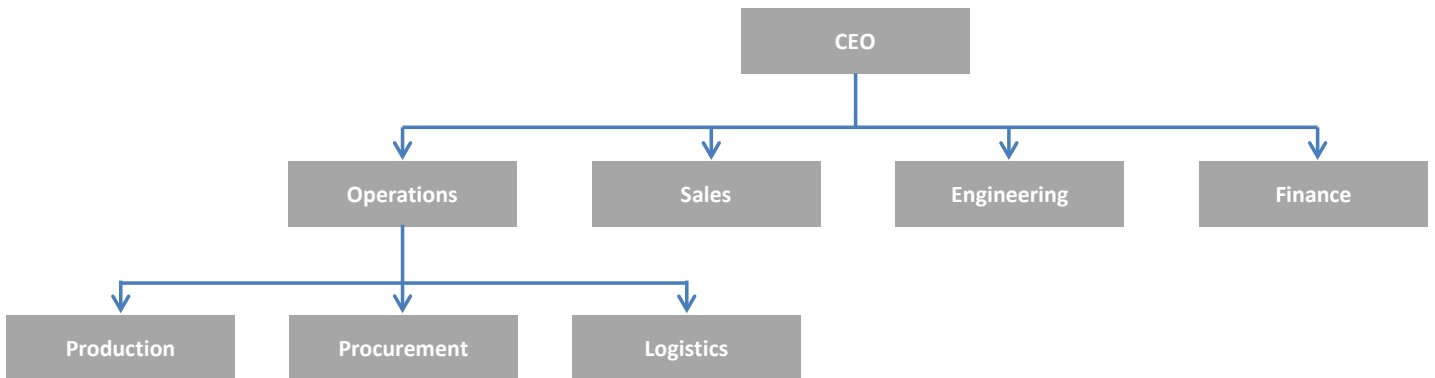 CEO
Operations
Sales
Engineering
Finance
Production
Procurement
Logistics